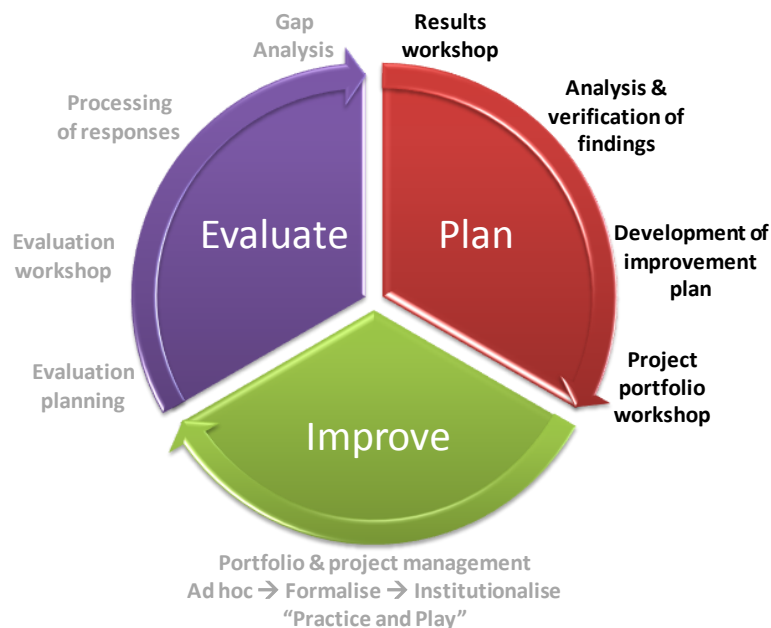 Gap
Analysis
Processing
of responses
Evaluation
workshop
Evaluation
planning
Evaluate
Results
workshop
Analysis &
verification of
findings
Development of
improvement
plan
Project
portfolio
workshop
Plan
Improve
Portfolio & project management
Ad hoc → Formalise → Institutionalise
“Practice and Play”